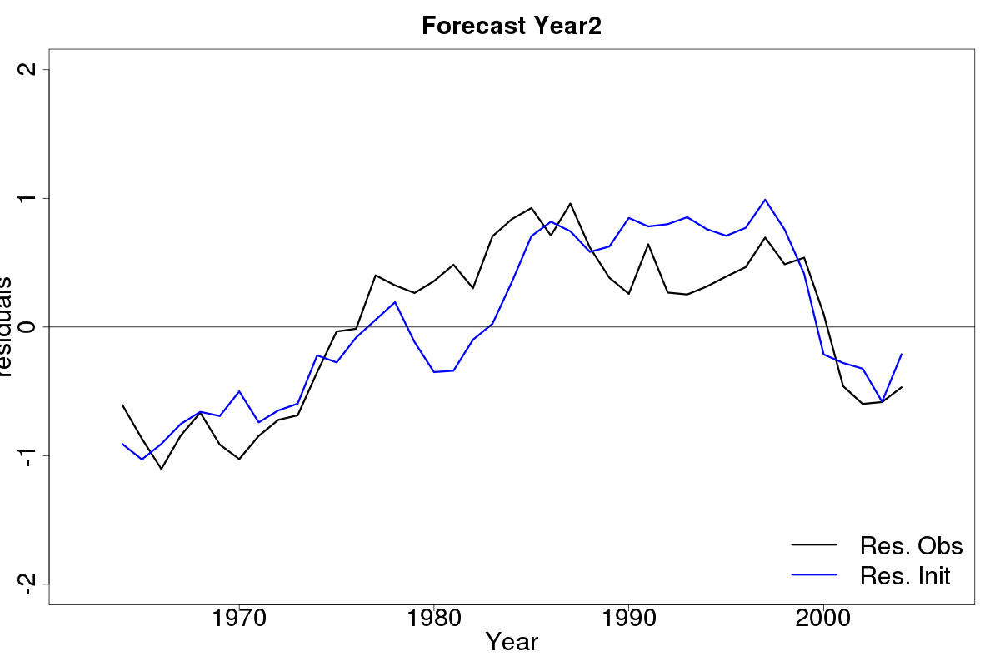 Forecast Year2
2
1
0
-1
-2
residuals
1970 1980 1990 2000
Year
Res. Obs
Res. Init